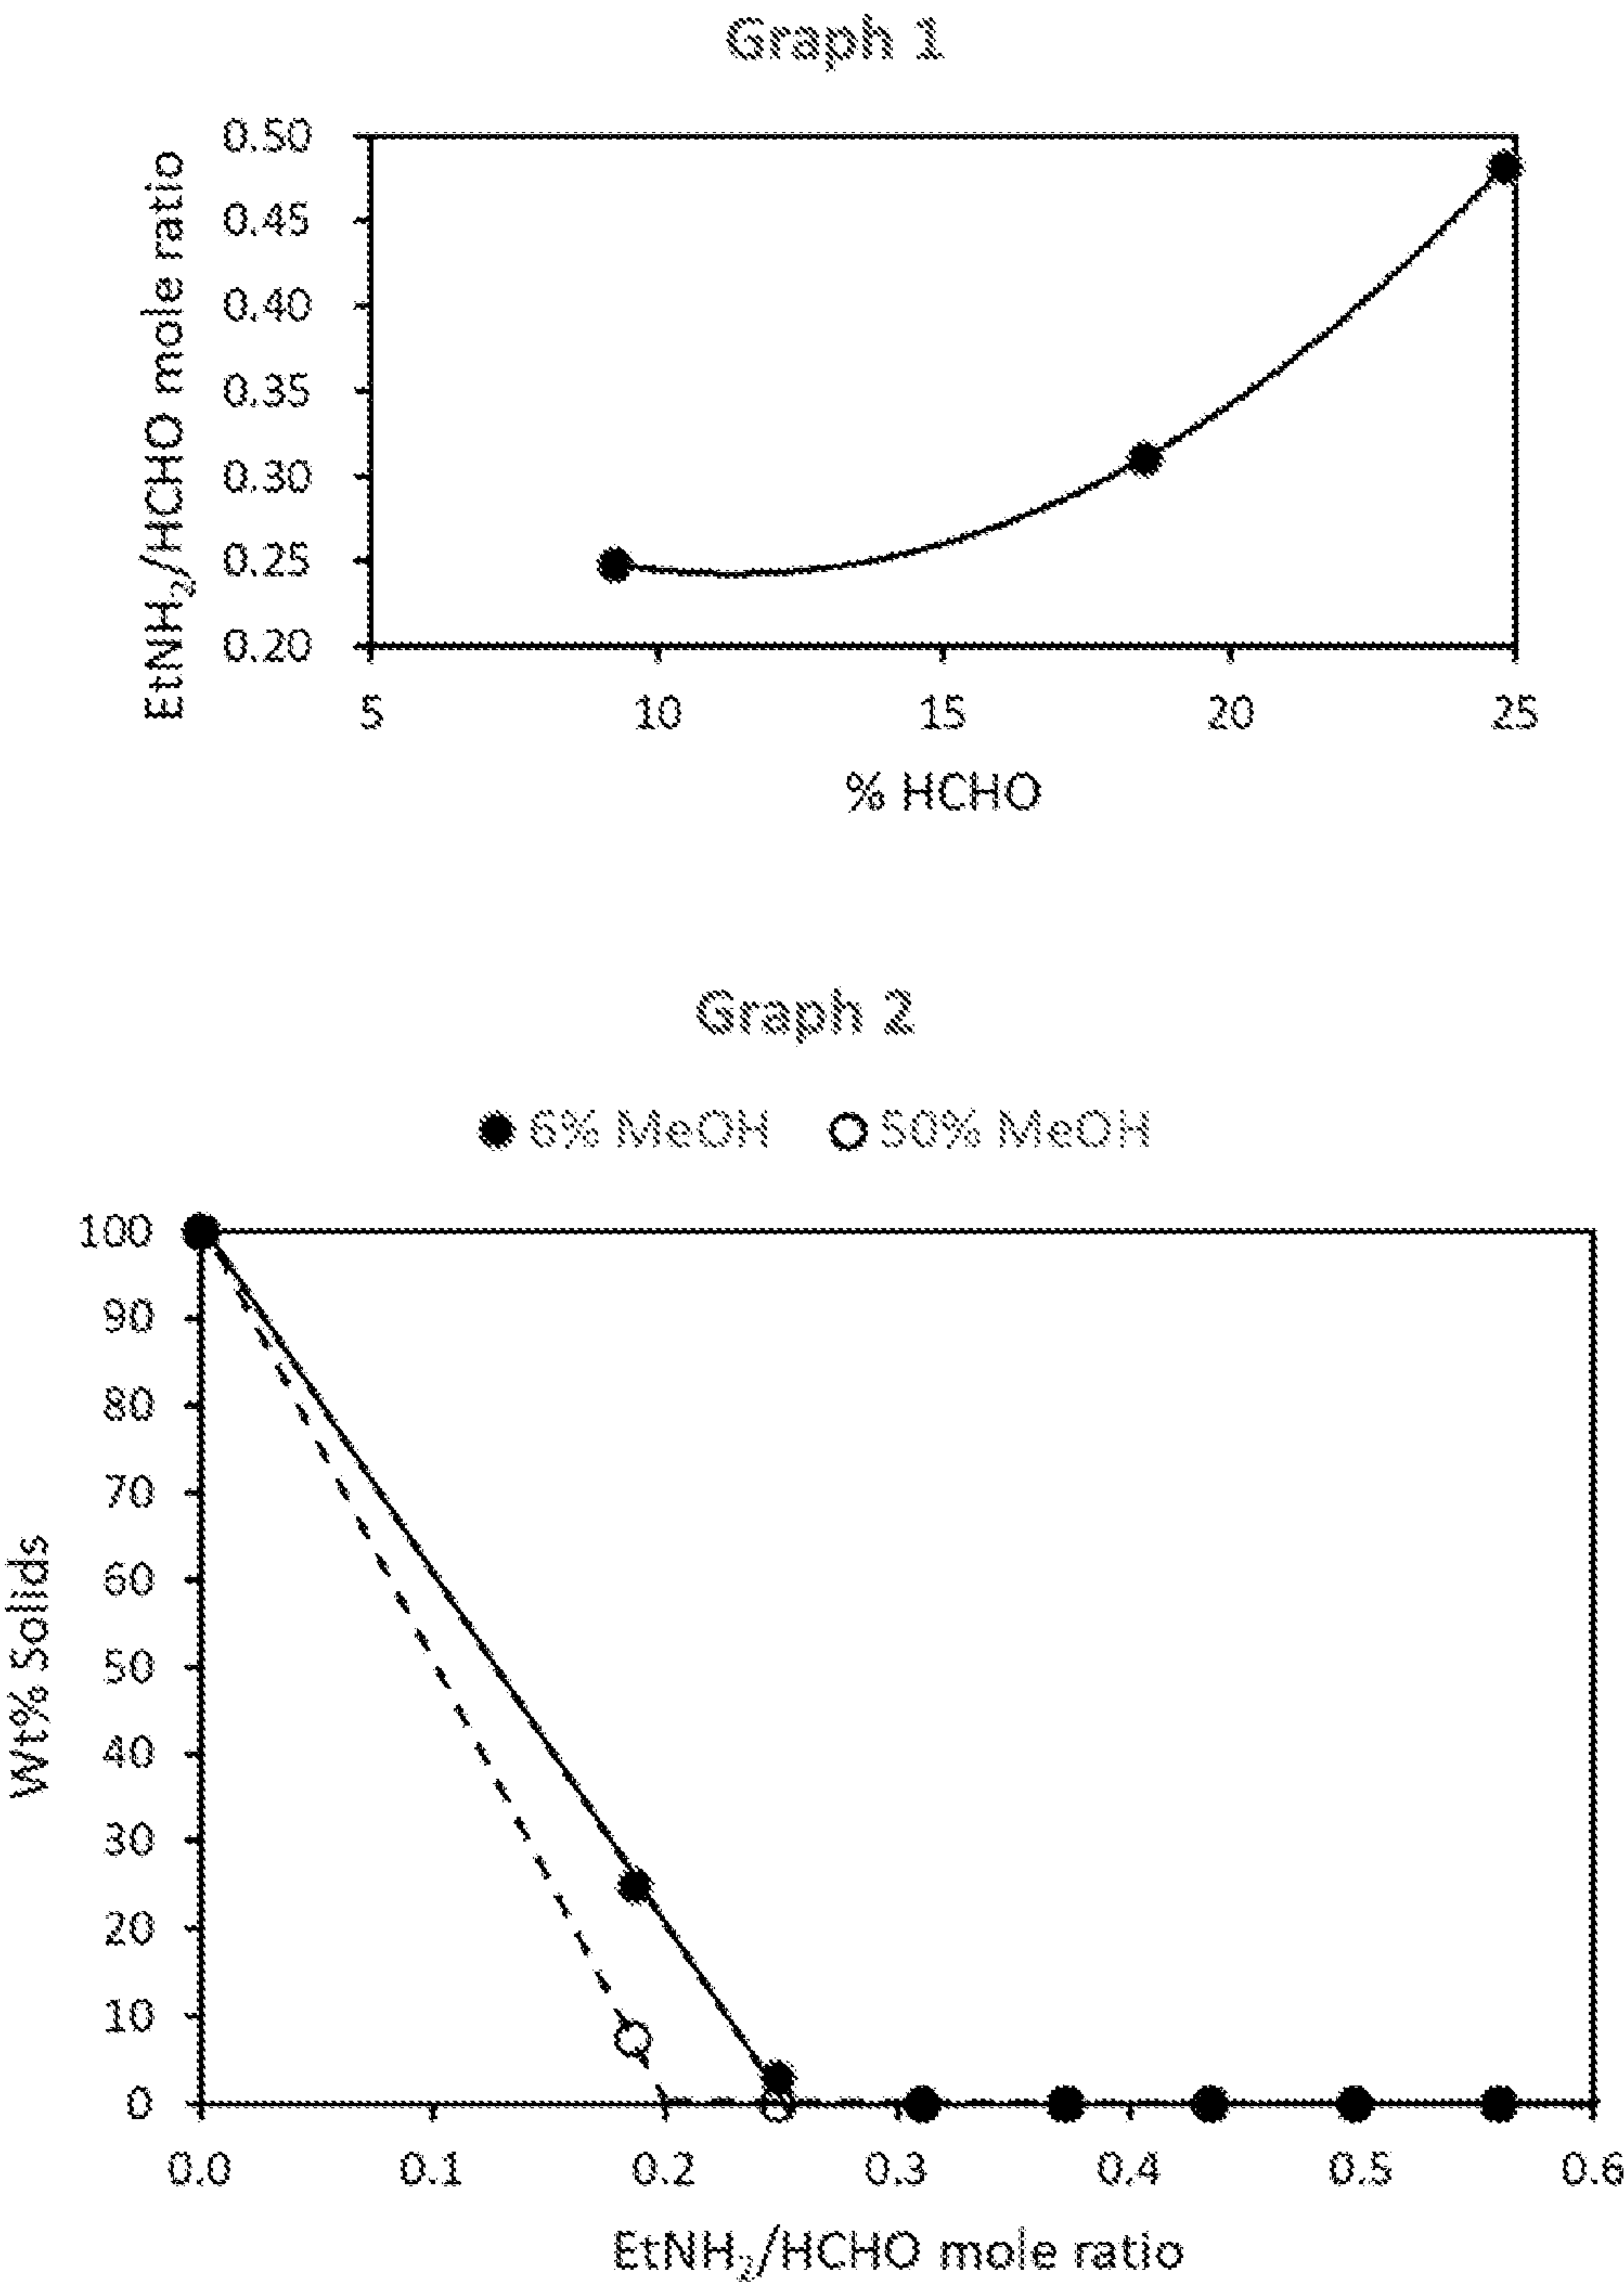 Graph 1
EtNH₂/HCHO mole ratio
0.50
0.45
0.40
0.35
0.30
0.25
0.20
5 10 15 20 25
% HCHO
Graph 2
6% MeOH 50% MeOH
Wt% Solids
100
90
80
70
60
50
40
30
20
10
0
0.0 0.1 0.2 0.3 0.4 0.5 0.6
EtNH₂/HCHO mole ratio